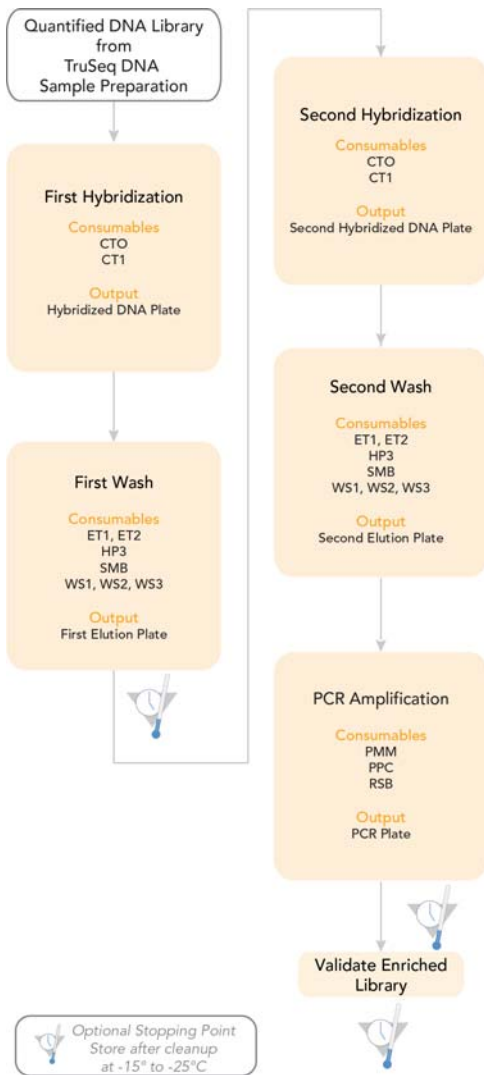 Quantified DNA Library
from
TruSeq DNA
Sample Preparation
First Hybridization
Consumables
CTO
CT1
Output
Hybridized DNA Plate
First Wash
Consumables
ET1, ET2
HP3
SMB
WS1, WS2, WS3
Output
First Elution Plate
Second Hybridization
Consumables
CTO
CT1
Output
Second Hybridized DNA Plate
Second Wash
Consumables
ET1, ET2
HP3
SMB
WS1, WS2, WS3
Output
Second Elution Plate
PCR Amplification
Consumables
PMM
PPC
RSB
Output
PCR Plate
Validate Enriched
Library
Optional Stopping Point
Store after cleanup
at -15° to -25°C